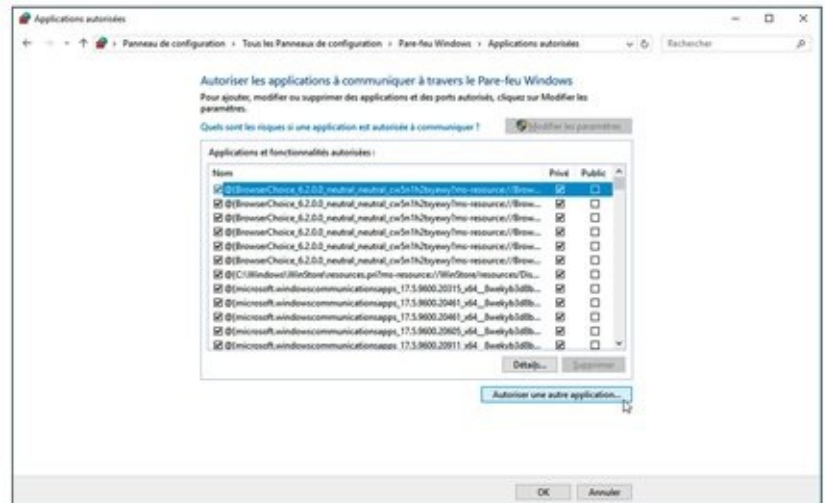 Applications autorisées
Panneau de configuration › Tous les Panneaux de configuration › Pare-feu Windows › Applications autorisées
Rechercher
Autoriser les applications à communiquer à travers le Pare-feu Windows
Pour ajouter, modifier ou supprimer des applications et des ports autorisés, cliquez sur Modifier les
paramètres.
Quels sont les risques si une application est autorisée à communiquer ?
Modifier les paramètres
Applications et fonctionnalités autorisées :
Nom Privé Public
@{BrowserChoice_6.2.0.0_neutral_neutral_cw5n1h2txyewy?ms-resource://Brow...
@{BrowserChoice_6.2.0.0_neutral_neutral_cw5n1h2txyewy?ms-resource://Brow...
@{BrowserChoice_6.2.0.0_neutral_neutral_cw5n1h2txyewy?ms-resource://Brow...
@{BrowserChoice_6.2.0.0_neutral_neutral_cw5n1h2txyewy?ms-resource://Brow...
@{BrowserChoice_6.2.0.0_neutral_neutral_cw5n1h2txyewy?ms-resource://Brow...
@{BrowserChoice_6.2.0.0_neutral_neutral_cw5n1h2txyewy?ms-resource://Brow...
@{C:\Windows\WinStore\resources.pri?ms-resource://WinStore/resources/Dis...
@{microsoft.windowscommunicationsapps_17.5.9600.20315_x64__8wekyb3d8b...
@{microsoft.windowscommunicationsapps_17.5.9600.20461_x64__8wekyb3d8b...
@{microsoft.windowscommunicationsapps_17.5.9600.20461_x64__8wekyb3d8b...
@{microsoft.windowscommunicationsapps_17.5.9600.20605_x64__8wekyb3d8b...
@{microsoft.windowscommunicationsapps_17.5.9600.20911_x64__8wekyb3d8b...
Détails... Supprimer
Autoriser une autre application...
OK Annuler